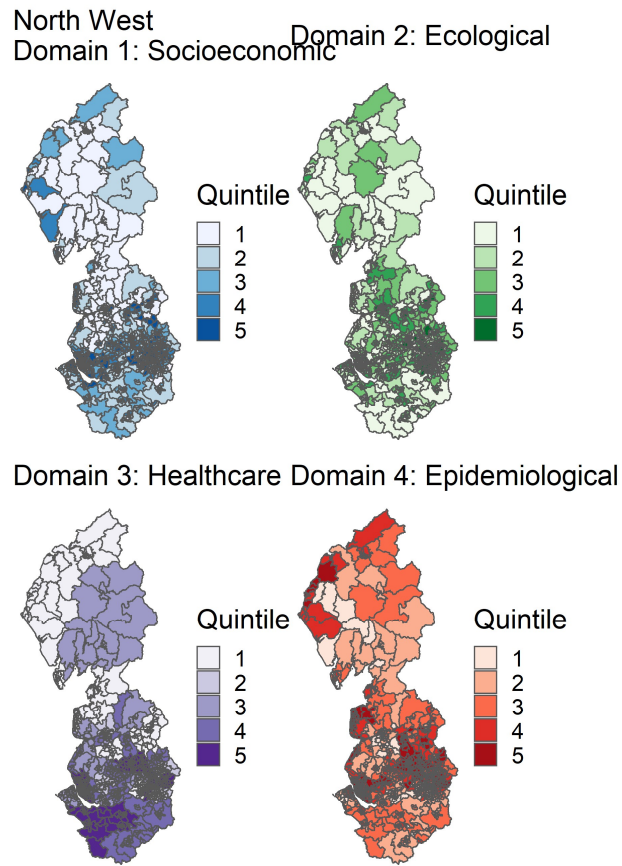 North West
Domain 1: Socioeconomic
Domain 2: Ecological
Quintile
1
2
3
4
5
Quintile
1
2
3
4
5
Domain 3: Healthcare
Domain 4: Epidemiological
Quintile
1
2
3
4
5
Quintile
1
2
3
4
5